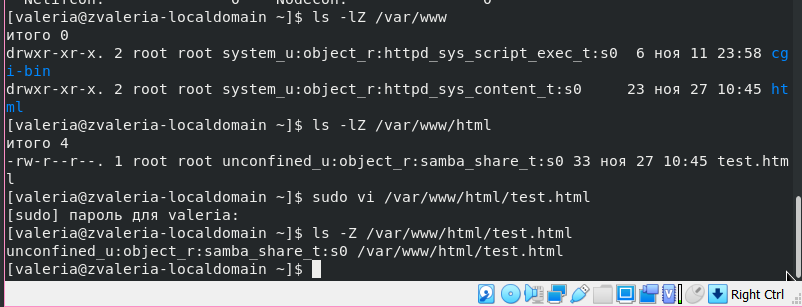 [valeria@zvaleria-localdomain ~]$ ls -lZ /var/www
итого 0
drwxr-xr-x. 2 root root system_u:object_r:httpd_sys_script_exec_t:s0  6 ноя 11 23:58 cg
i-bin
drwxr-xr-x. 2 root root system_u:object_r:httpd_sys_content_t:s0     23 ноя 27 10:45 ht
ml
[valeria@zvaleria-localdomain ~]$ ls -lZ /var/www/html
итого 4
-rw-r--r--. 1 root root unconfined_u:object_r:samba_share_t:s0 33 ноя 27 10:45 test.htm
l
[valeria@zvaleria-localdomain ~]$ sudo vi /var/www/html/test.html
[sudo] пароль для valeria:
[valeria@zvaleria-localdomain ~]$ ls -Z /var/www/html/test.html
unconfined_u:object_r:samba_share_t:s0 /var/www/html/test.html
[valeria@zvaleria-localdomain ~]$
Right Ctrl